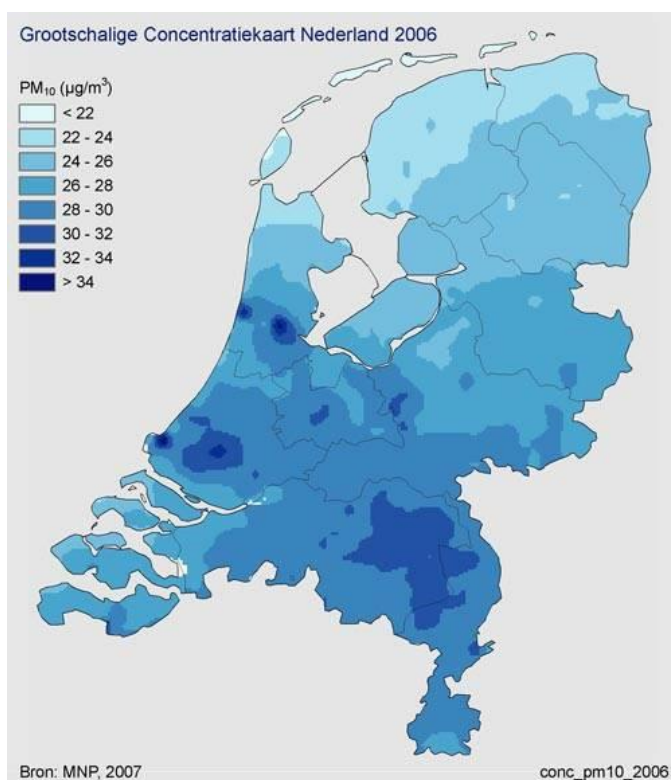 Grootschalige Concentratiekaart Nederland 2006
PM₁₀ (µg/m³)
< 22
22 - 24
24 - 26
26 - 28
28 - 30
30 - 32
32 - 34
> 34
Bron: MNP, 2007
conc_pm10_2006